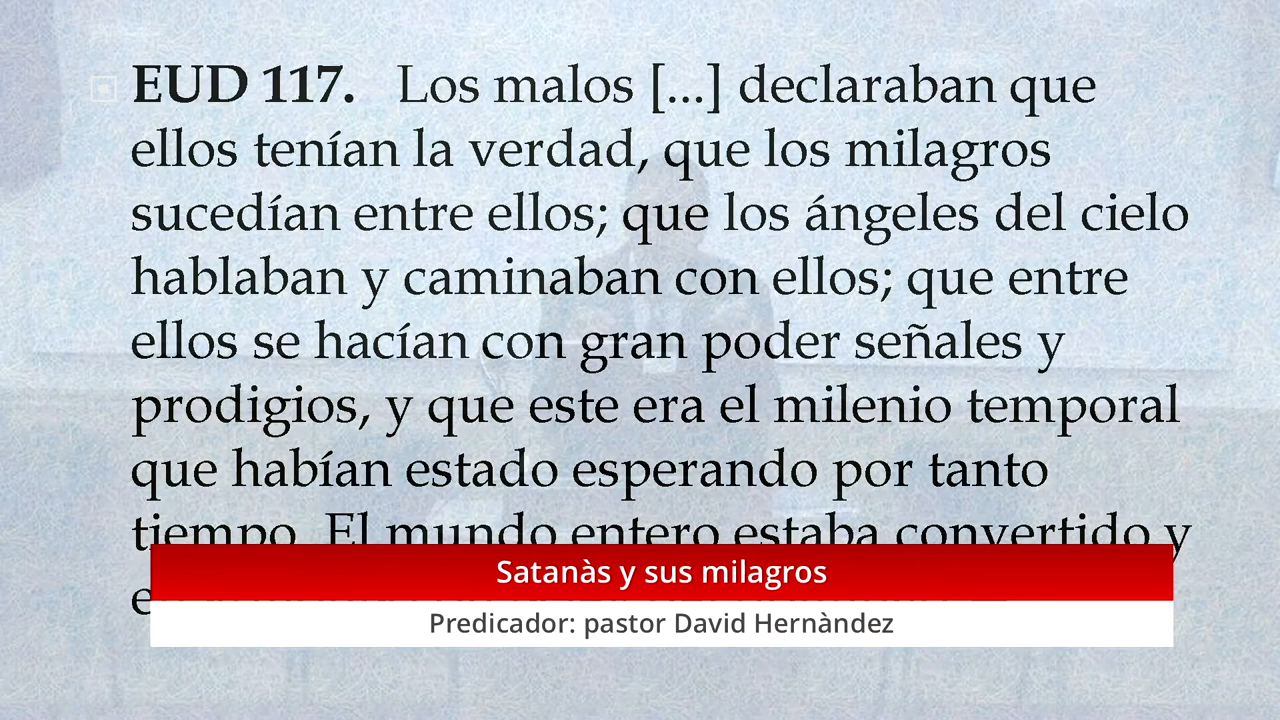 EUD 117. Los malos [...] declaraban que
ellos tenían la verdad, que los milagros
sucedían entre ellos; que los ángeles del cielo
hablaban y caminaban con ellos; que entre
ellos se hacían con gran poder señales y
prodigios, y que este era el milenio temporal
que habían estado esperando por tanto
tiempo. El mundo entero estaba convertido y
Satanàs y sus milagros
Predicador: pastor David Hernàndez